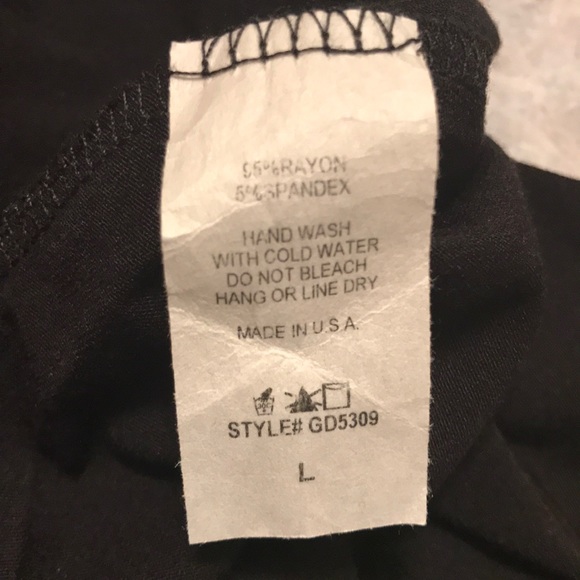 95%RAYON
5%SPANDEX
HAND WASH
WITH COLD WATER
DO NOT BLEACH
HANG OR LINE DRY
MADE IN U.S.A.
STYLE# GD5309
L